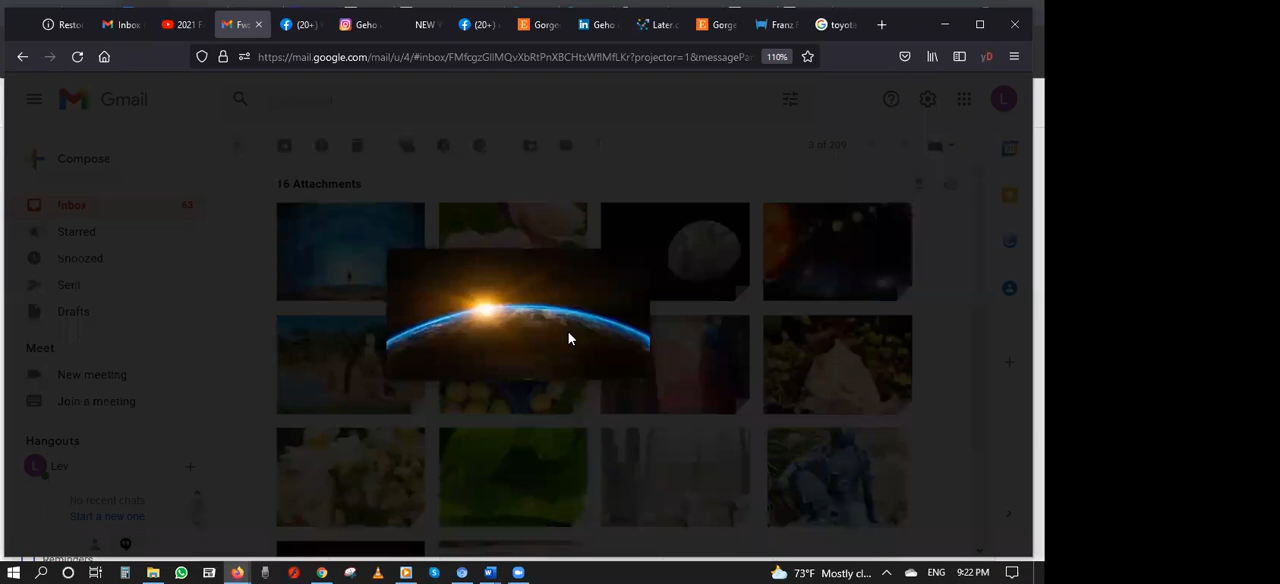 Resto
Inbox
2021 F
Fwd
(20+)
Geho
NEW V
(20+)
Gorge
Geho
Later.c
Gorge
Franz F
toyota
https://mail.google.com/mail/u/4/#inbox/FMfcgzGllMQvXbRtPnXBCHtxWflMfLKr?projector=1&messagePar
110%
yD
Gmail
L
3 of 209
Compose
16 Attachments
Inbox 63
Starred
Snoozed
Sent
Drafts
Meet
New meeting
Join a meeting
Hangouts
L Lev
No recent chats
Start a new one
Reminders
73°F Mostly cl... ENG 9:22 PM